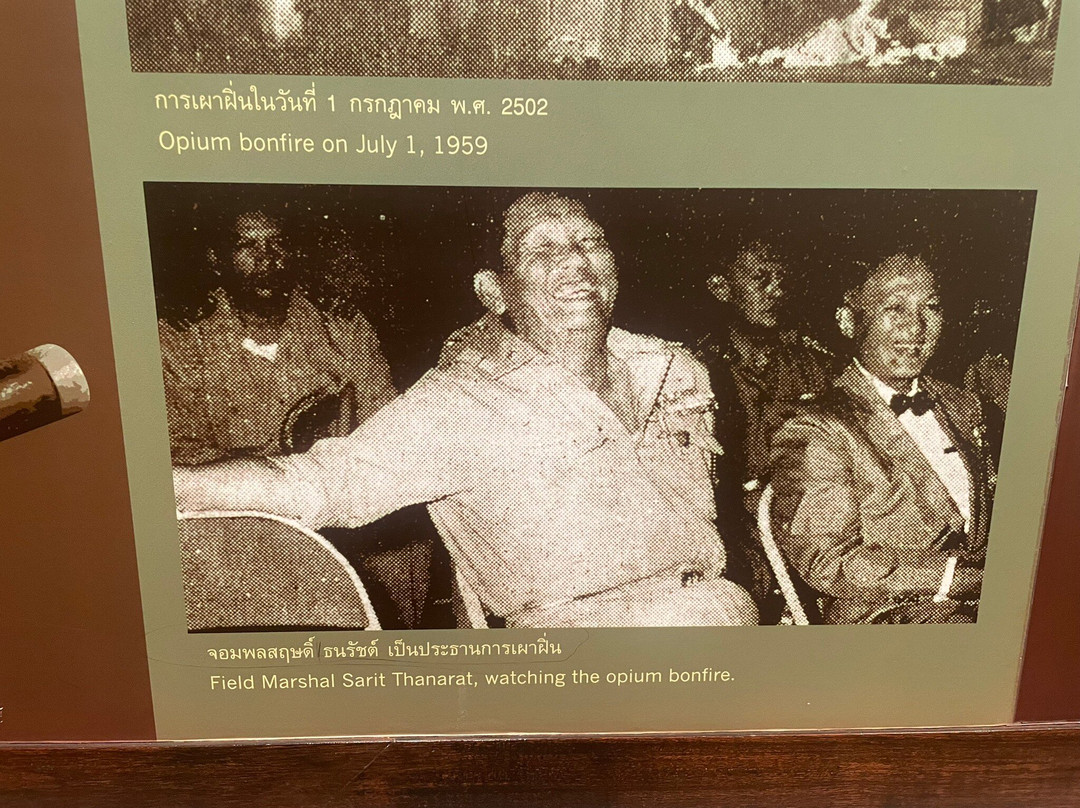 การเผาฝิ่นในวันที่ 1 กรกฎาคม พ.ศ. 2502
Opium bonfire on July 1, 1959
จอมพลสฤษดิ์ ธนรัชต์ เป็นประธานการเผาฝิ่น
Field Marshal Sarit Thanarat, watching the opium bonfire.